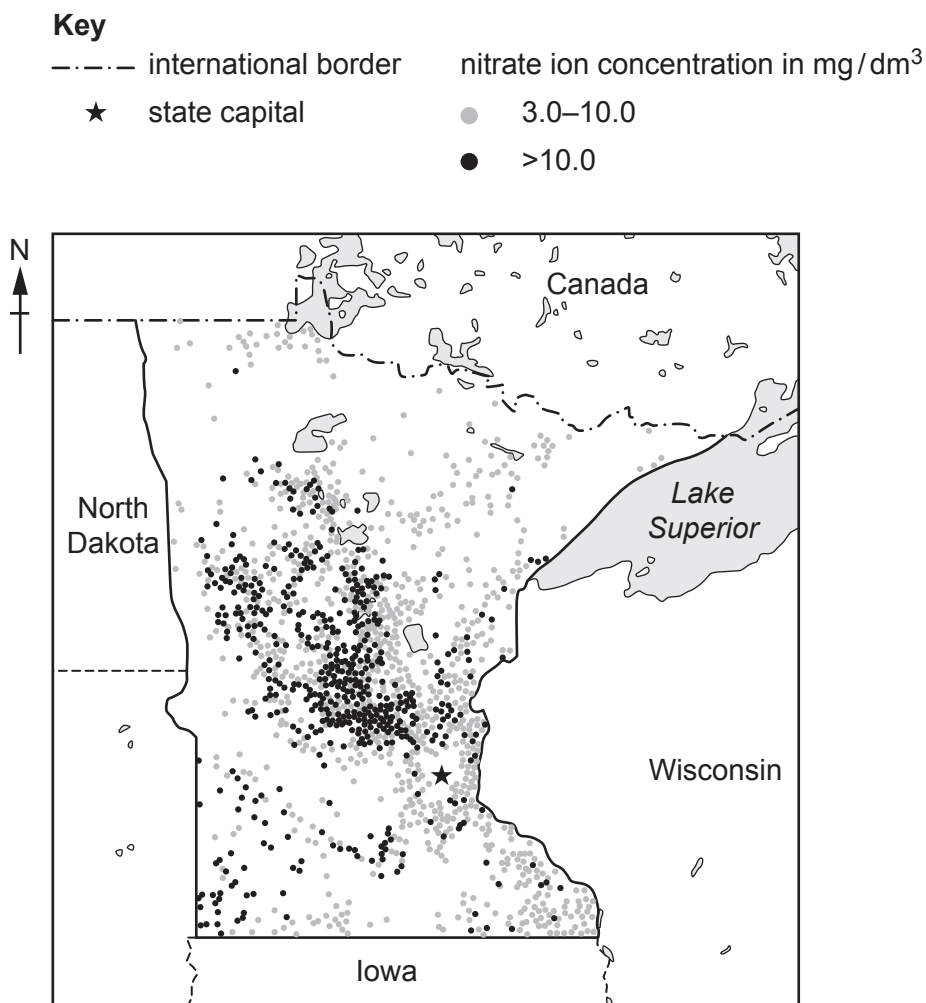 Key
international border
nitrate ion concentration in mg / dm³
state capital
3.0–10.0
>10.0
N
Canada
North
Dakota
Lake
Superior
Wisconsin
Iowa